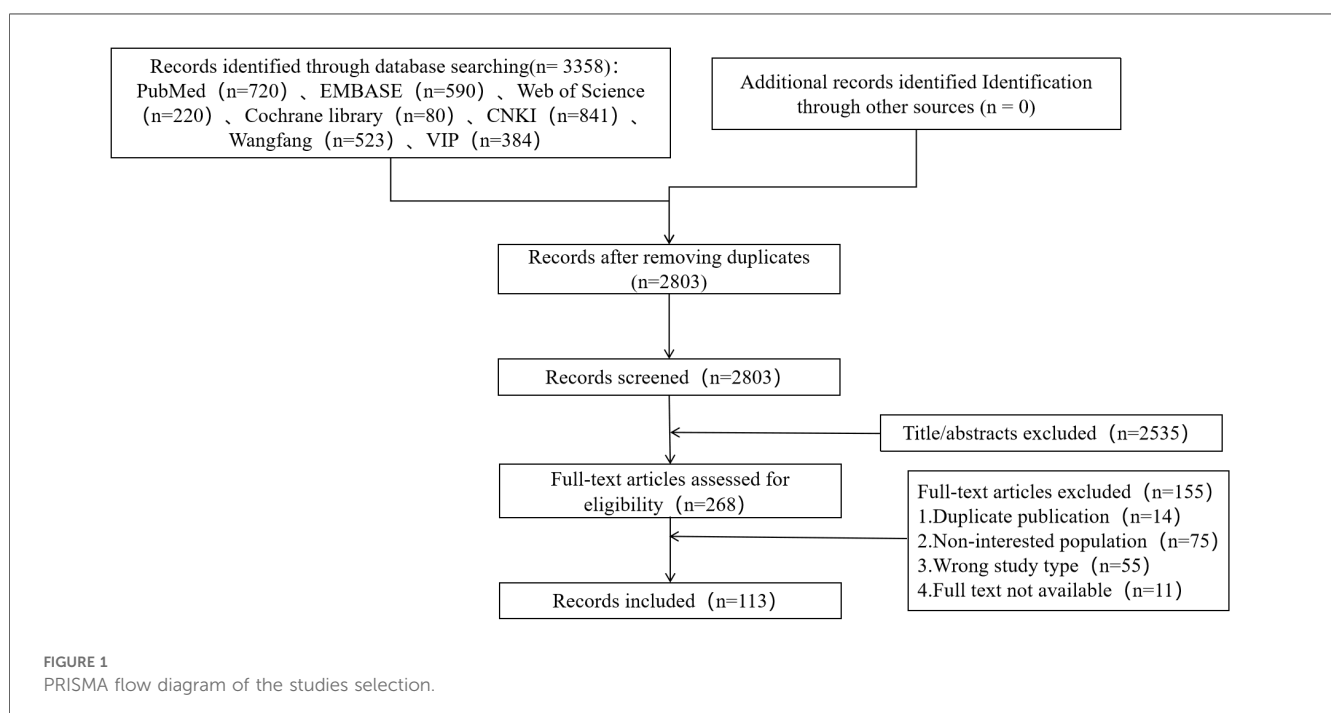 Records identified through database searching(n= 3358)：
PubMed（n=720）、EMBASE（n=590）、Web of Science
（n=220）、Cochrane library（n=80）、CNKI（n=841）、
Wangfang（n=523）、VIP（n=384）
Additional records identified Identification
through other sources (n = 0)
Records after removing duplicates
(n=2803)
Records screened（n=2803）
Title/abstracts excluded（n=2535）
Full-text articles assessed for
eligibility（n=268）
Full-text articles excluded（n=155）
1.Duplicate publication（n=14）
2.Non-interested population（n=75）
3.Wrong study type（n=55）
4.Full text not available（n=11）
Records included（n=113）
FIGURE 1
PRISMA flow diagram of the studies selection.